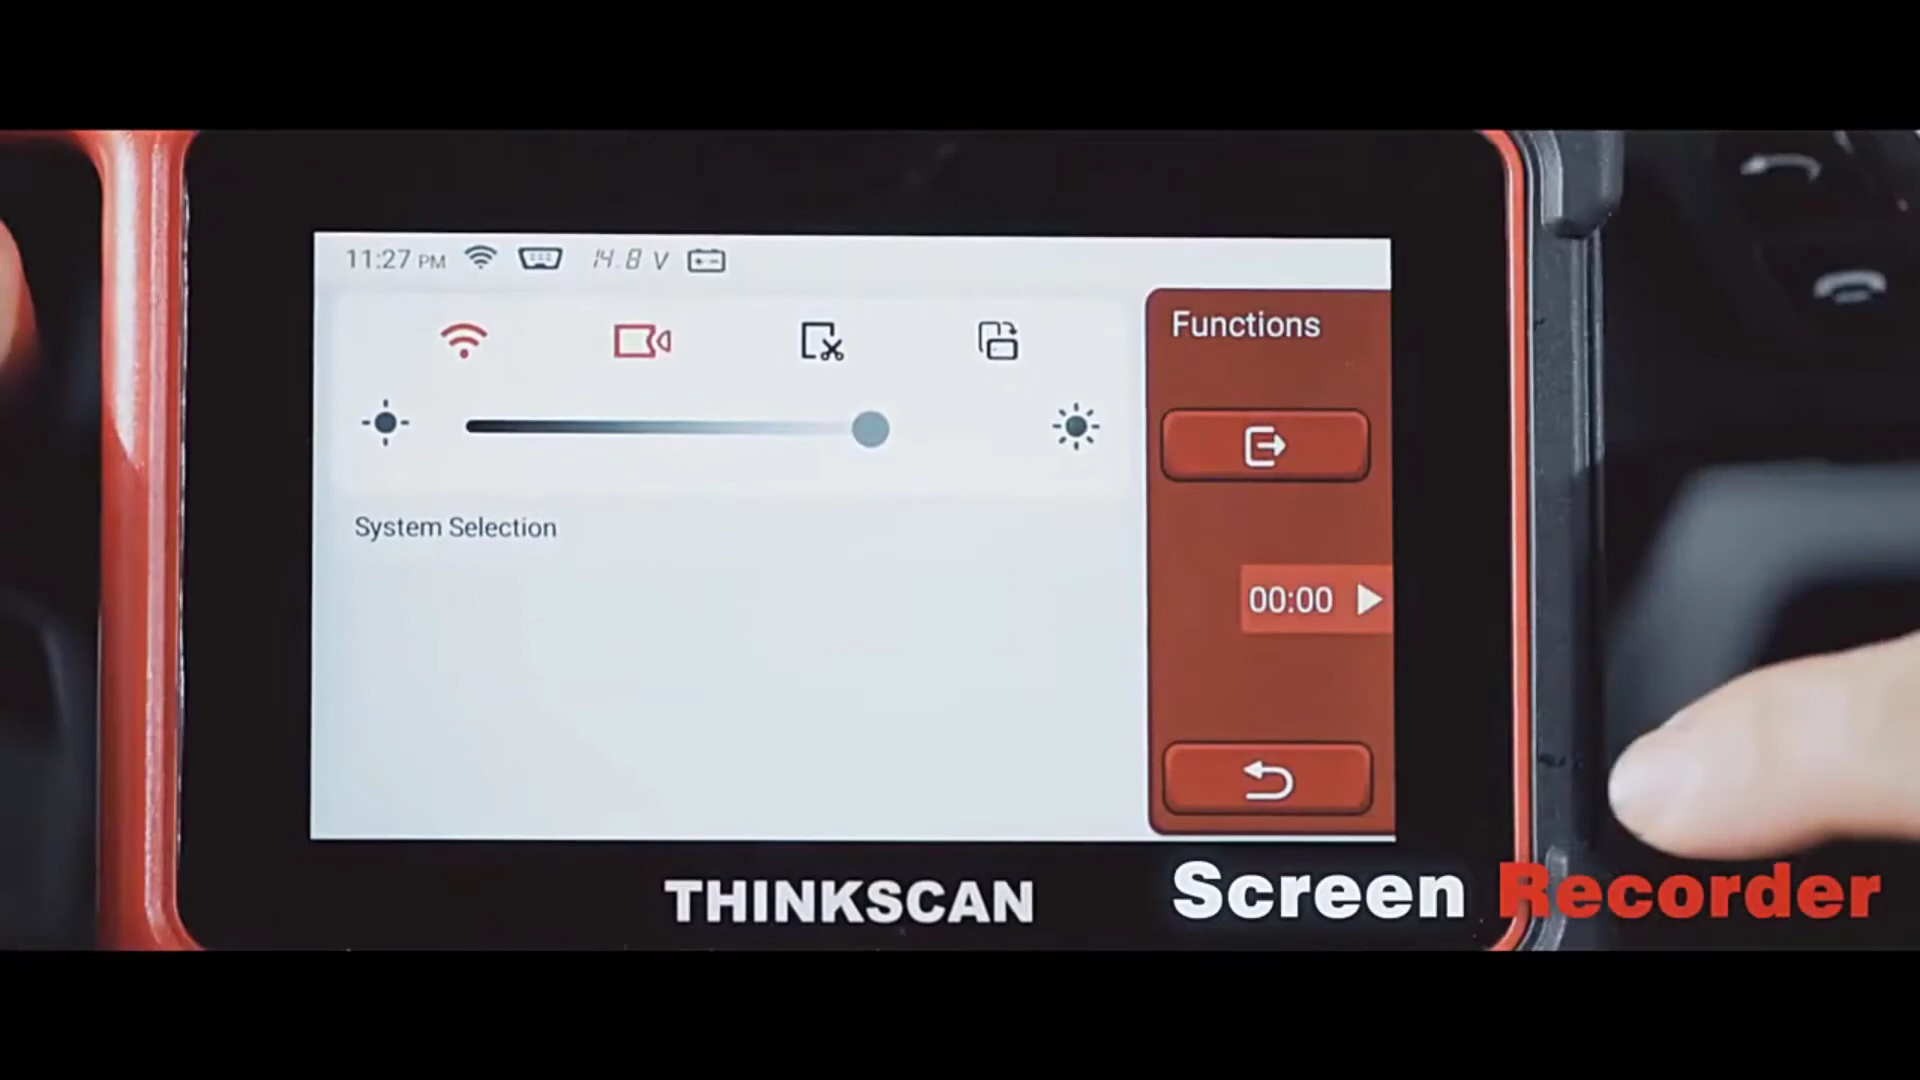 11:27 PM 14.8 V
Functions
System Selection
00:00
THINKSCAN
Screen Recorder